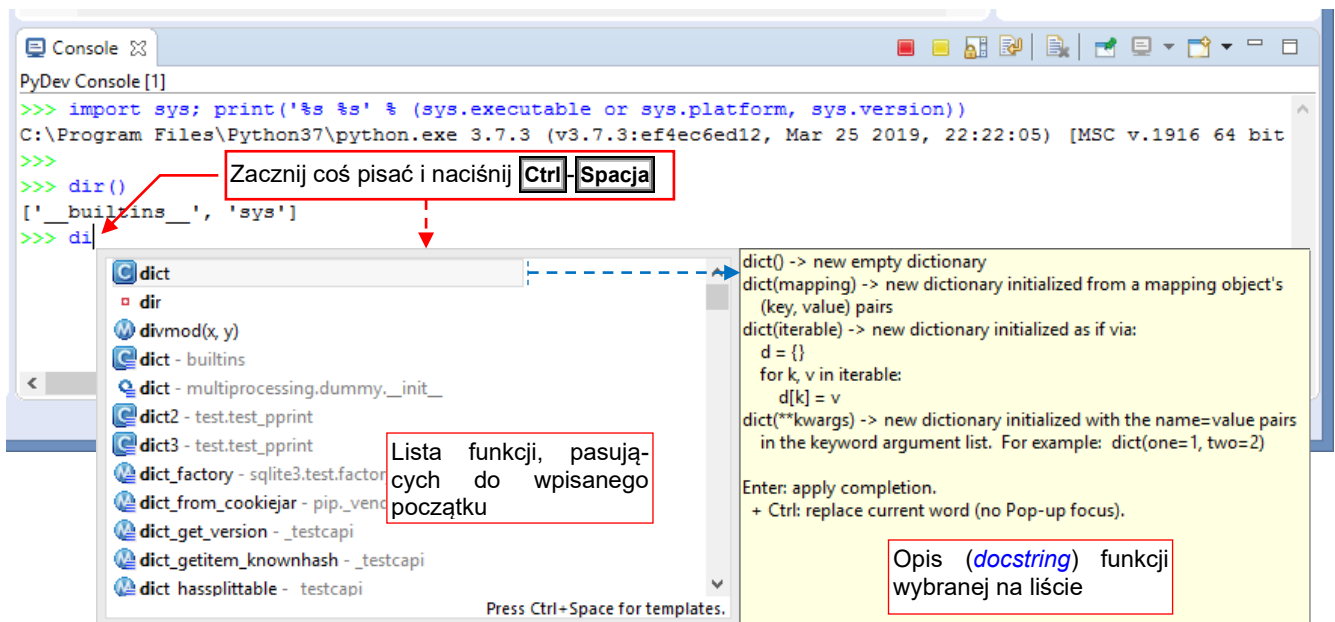 Console
PyDev Console [1]
>>> import sys; print('%s %s' % (sys.executable or sys.platform, sys.version))
C:\Program Files\Python37\python.exe 3.7.3 (v3.7.3:ef4ec6ed12, Mar 25 2019, 22:22:05) [MSC v.1916 64 bit
>>>
>>> dir()
['__builtins__', 'sys']
>>> di
Zacznij coś pisać i naciśnij Ctrl-Spacja
dict
dir
divmod(x, y)
dict - builtins
dict - multiprocessing.dummy.__init__
dict2 - test.test_pprint
dict3 - test.test_pprint
dict_factory - sqlite3.test.factor
dict_from_cookiejar - pip._venc
dict_get_version - _testcapi
dict_getitem_knownhash - _testcapi
dict_hassplittable - _testcapi
Press Ctrl+Space for templates.
Lista funkcji, pasują-
cych do wpisanego
początku
dict() -> new empty dictionary
dict(mapping) -> new dictionary initialized from a mapping object's
(key, value) pairs
dict(iterable) -> new dictionary initialized as if via:
d = {}
for k, v in iterable:
d[k] = v
dict(**kwargs) -> new dictionary initialized with the name=value pairs
in the keyword argument list. For example: dict(one=1, two=2)
Enter: apply completion.
+ Ctrl: replace current word (no Pop-up focus).
Opis (docstring) funkcji
wybranej na liście